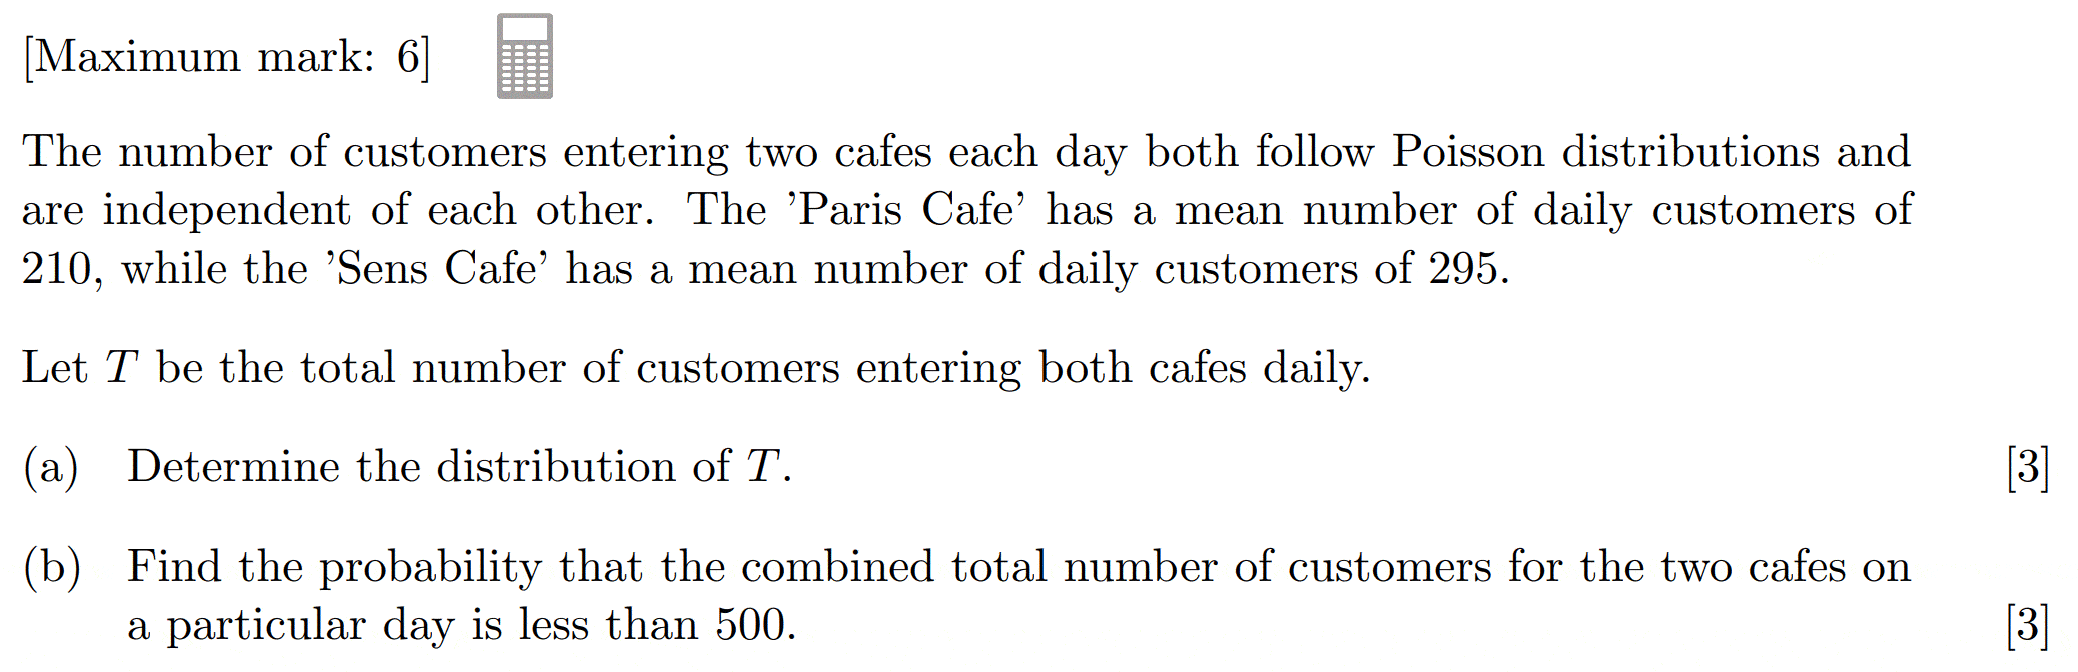 [Maximum mark: 6]
The number of customers entering two cafes each day both follow Poisson distributions and
are independent of each other. The ’Paris Cafe’ has a mean number of daily customers of
210, while the ’Sens Cafe’ has a mean number of daily customers of 295.
Let T be the total number of customers entering both cafes daily.
(a) Determine the distribution of T. [3]
(b) Find the probability that the combined total number of customers for the two cafes on
a particular day is less than 500. [3]